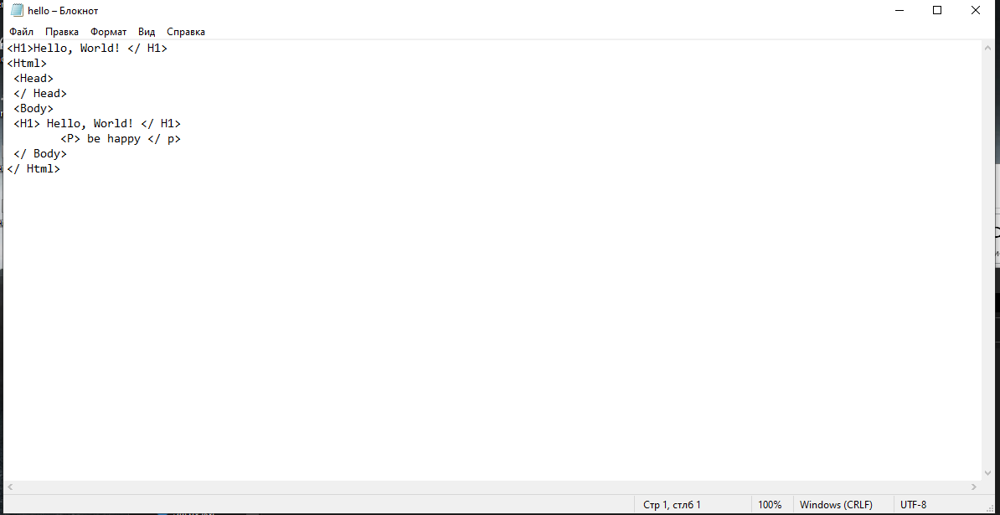 hello – Блокнот
Файл Правка Формат Вид Справка
<H1>Hello, World! </ H1>
<Html>
<Head>
</ Head>
<Body>
<H1> Hello, World! </ H1>
<P> be happy </ p>
</ Body>
</ Html>
Стр 1, стлб 1 100% Windows (CRLF) UTF-8